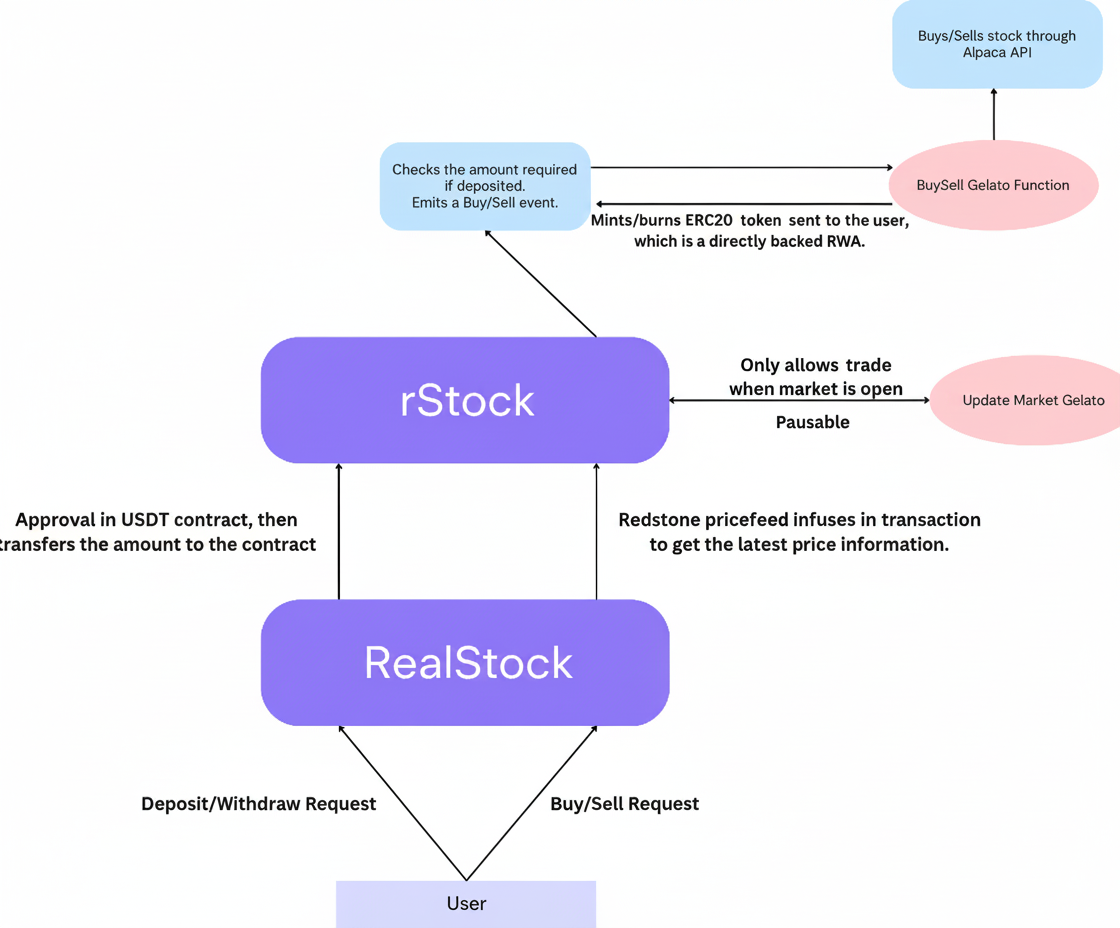 Buys/Sells stock through
Alpaca API
Checks the amount required
if deposited.
Emits a Buy/Sell event.
BuySell Gelato Function
Mints/burns ERC20 token sent to the user,
which is a directly backed RWA.
rStock
Only allows trade
when market is open
Pausable
Update Market Gelato
Approval in USDT contract, then
transfers the amount to the contract
Redstone pricefeed infuses in transaction
to get the latest price information.
RealStock
Deposit/Withdraw Request
Buy/Sell Request
User